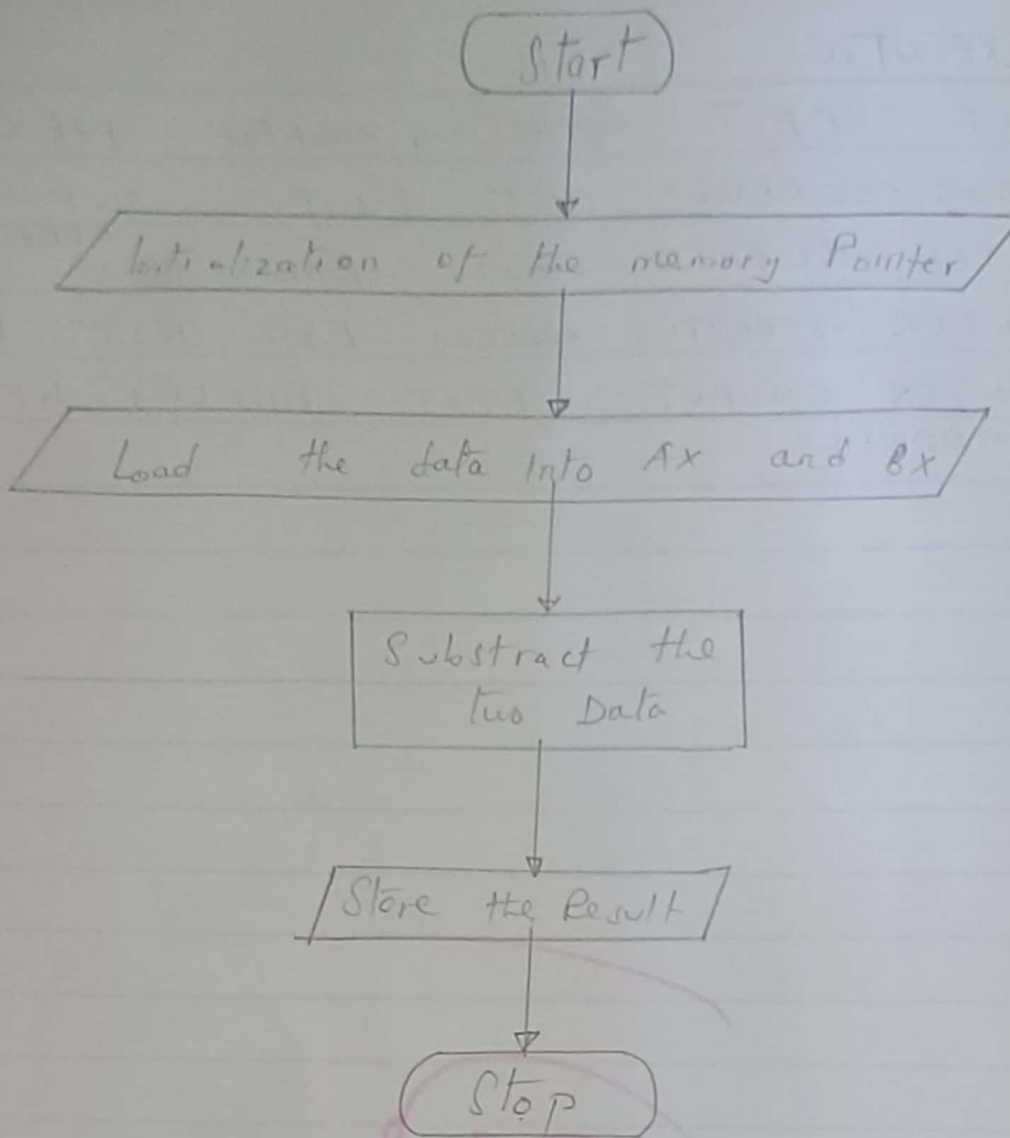 Start
Initialization of the memory Pointer
Load the data Into AX and BX
Substract the
two Data
Store the Result
Stop